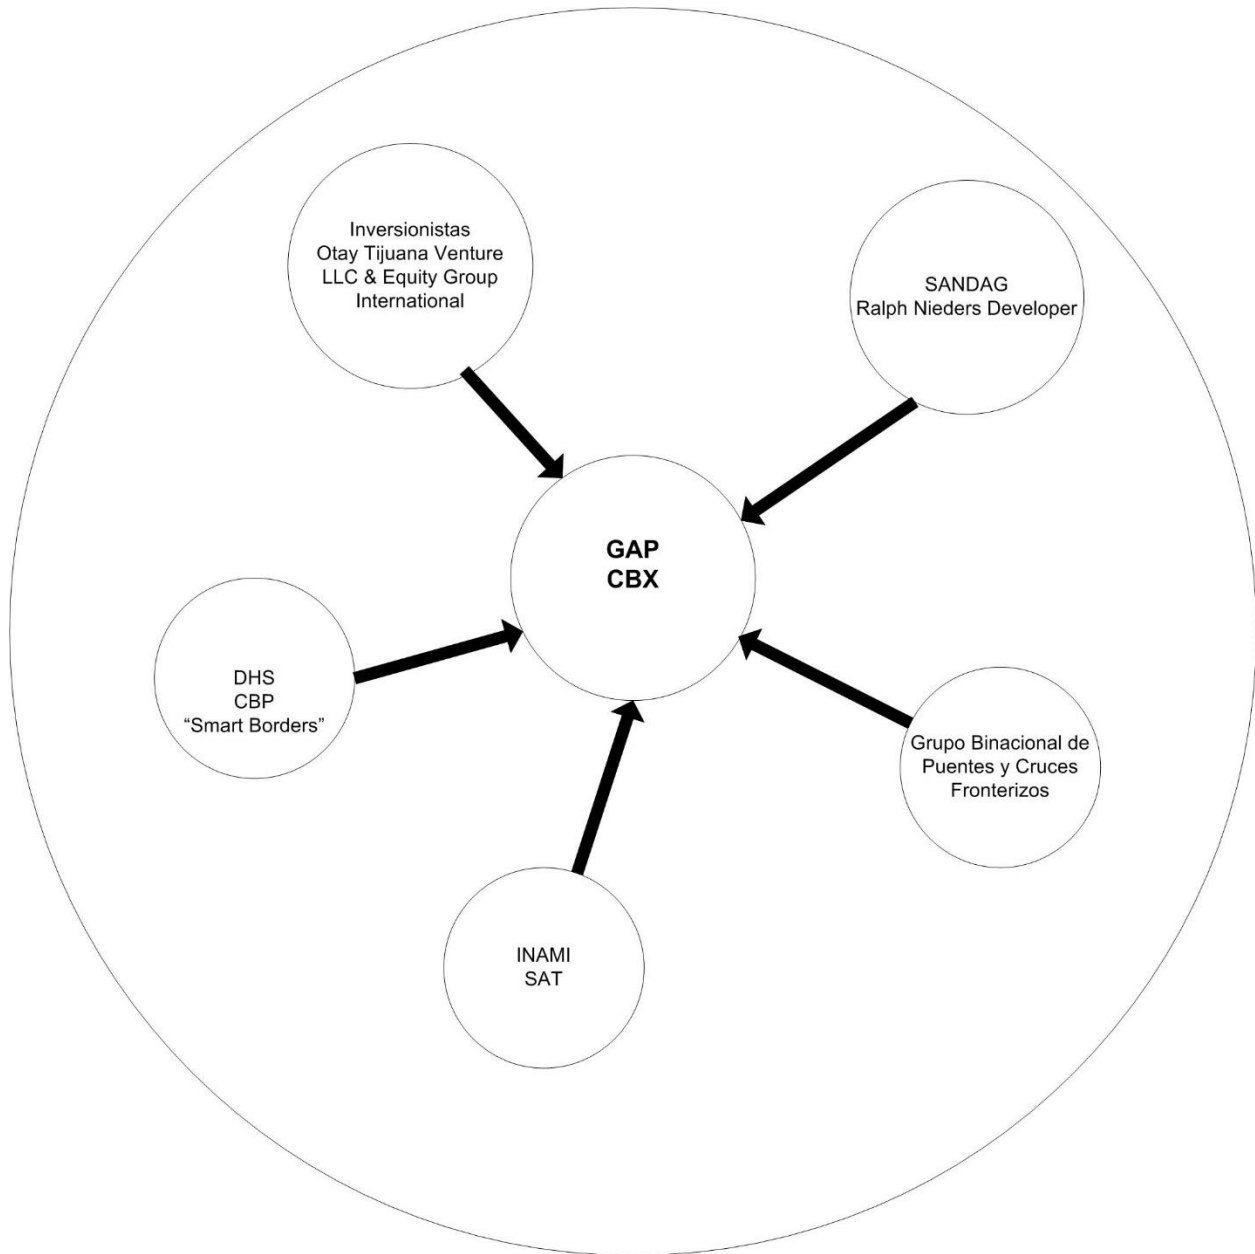 Inversionistas
Otay Tijuana Venture
LLC & Equity Group
International
SANDAG
Ralph Nieders Developer
GAP
CBX
DHS
CBP
“Smart Borders”
Grupo Binacional de
Puentes y Cruces
Fronterizos
INAMI
SAT